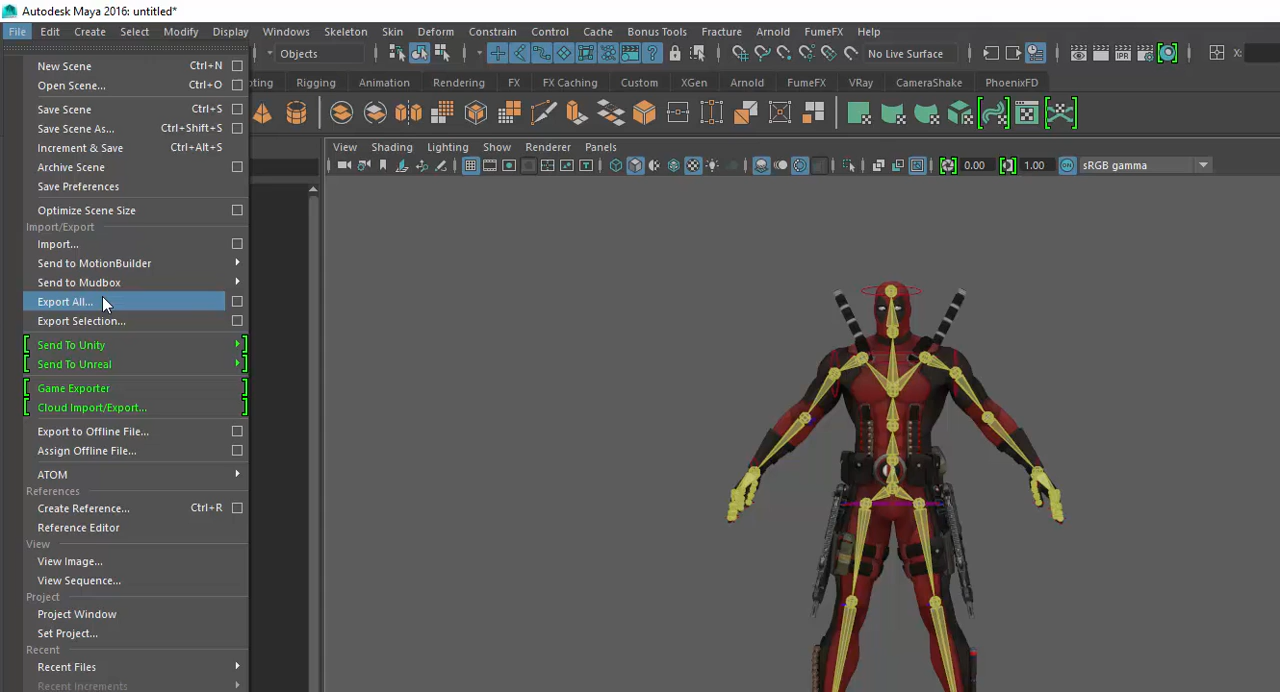 Autodesk Maya 2016: untitled*
File Edit Create Select Modify Display Windows Skeleton Skin Deform Constrain Control Cache Bonus Tools Fracture Arnold FumeFX Help
Objects No Live Surface X:
Rigging Animation Rendering FX FX Caching Custom XGen Arnold FumeFX VRay CameraShake PhoenixFD
View Shading Lighting Show Renderer Panels
0.00 1.00 ON sRGB gamma
New Scene Ctrl+N
Open Scene... Ctrl+O
Save Scene Ctrl+S
Save Scene As... Ctrl+Shift+S
Increment & Save Ctrl+Alt+S
Archive Scene
Save Preferences
Optimize Scene Size
Import/Export
Import...
Send to MotionBuilder
Send to Mudbox
Export All...
Export Selection...
Send To Unity
Send To Unreal
Game Exporter
Cloud Import/Export...
Export to Offline File...
Assign Offline File...
ATOM
References
Create Reference... Ctrl+R
Reference Editor
View
View Image...
View Sequence...
Project
Project Window
Set Project...
Recent
Recent Files
Recent Increments